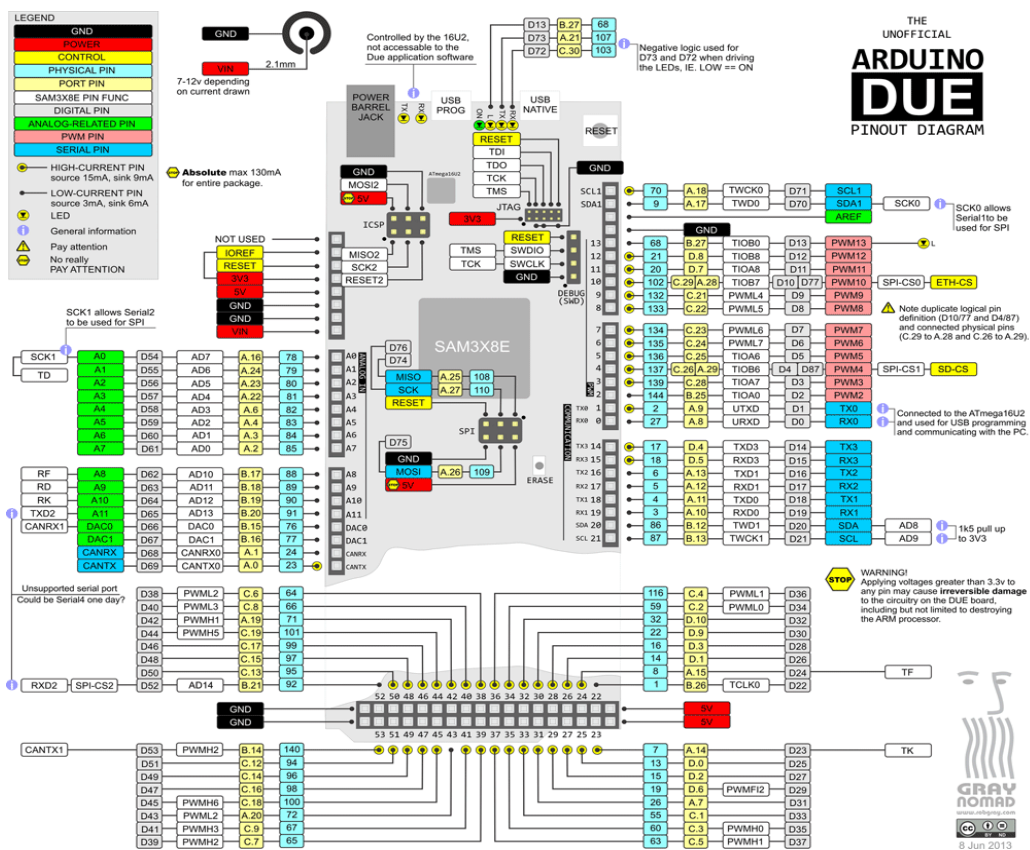 LEGEND
GND
POWER
CONTROL
PHYSICAL PIN
PORT PIN
SAM3X8E PIN FUNC
DIGITAL PIN
ANALOG-RELATED PIN
PWM PIN
SERIAL PIN
HIGH-CURRENT PIN
source 15mA, sink 9mA
LOW-CURRENT PIN
source 3mA, sink 6mA
LED
General information
Pay attention
No really
PAY ATTENTION
GND
VIN
2.1mm
7-12v depending
on current drawn
Absolute max 130mA
for entire package.
Controlled by the 16U2,
not accessable to the
Due application software
D13 B.27 68
D73 A.21 107
D72 C.30 103
Negative logic used for
D73 and D72 when driving
the LEDs, IE. LOW == ON
THE
UNOFFICIAL
ARDUINO
DUE
PINOUT DIAGRAM
POWER
BARREL
JACK
TX
RX
USB
PROG
ON
L
TX
RX
USB
NATIVE
RESET
RESET
TDI
TDO
TCK
TMS
JTAG
3V3
GND
MOSI2
5V
ATmega16U2
ICSP
MISO2
SCK2
RESET2
RESET
TMS SWDIO
TCK SWCLK
GND
DEBUG
(SWD)
GND
SCL1 70 A.18 TWCK0 D71 SCL1
SDA1 9 A.17 TWD0 D70 SDA1 SCK0
AREF
GND
SCK0 allows
Serial1to be
used for SPI
13 68 B.27 TIOB0 D13 PWM13 L
12 21 D.8 TIOB8 D12 PWM12
11 20 D.7 TIOA8 D11 PWM11
10 102 C.29 A.28 TIOB7 D10 D77 PWM10 SPI-CS0 ETH-CS
9 132 C.21 PWML4 D9 PWM9
8 133 C.22 PWML5 D8 PWM8
Note duplicate logical pin
definition (D10/77 and D4/87)
and connected physical pins
(C.29 to A.28 and C.26 to A.29).
7 134 C.23 PWML6 D7 PWM7
6 135 C.24 PWML7 D6 PWM6
5 136 C.25 TIOA6 D5 PWM5
4 137 C.26 A.29 TIOB6 D4 D87 PWM4 SPI-CS1 SD-CS
3 139 C.28 TIOA7 D3 PWM3
2 144 B.25 TIOA0 D2 PWM2
TX0 1 2 A.9 UTXD D1 TX0
RX0 0 27 A.8 URXD D0 RX0
Connected to the ATmega16U2
and used for USB programming
and communicating with the PC.
PWM
COMMUNICATION
TX3 14 17 D.4 TXD3 D14 TX3
RX3 15 18 D.5 RXD3 D15 RX3
TX2 16 6 A.13 TXD1 D16 TX2
RX2 17 5 A.12 RXD1 D17 RX2
TX1 18 4 A.11 TXD0 D18 TX1
RX1 19 3 A.10 RXD0 D19 RX1
SDA 20 86 B.12 TWD1 D20 SDA AD8
SCL 21 87 B.13 TWCK1 D21 SCL AD9
1k5 pull up
to 3V3
NOT USED
IOREF
RESET
3V3
5V
GND
GND
VIN
SCK1 allows Serial2
to be used for SPI
SCK1 A0 D54 AD7 A.16 78 A0
TD A1 D55 AD6 A.24 79 A1
A2 D56 AD5 A.23 80 A2
A3 D57 AD4 A.22 81 A3
A4 D58 AD3 A.6 82 A4
A5 D59 AD2 A.4 83 A5
A6 D60 AD1 A.3 84 A6
A7 D61 AD0 A.2 85 A7
ANALOG IN
RF A8 D62 AD10 B.17 88 A8
RD A9 D63 AD11 B.18 89 A9
RK A10 D64 AD12 B.19 90 A10
TXD2 A11 D65 AD13 B.20 91 A11
CANRX1 DAC0 D66 DAC0 B.15 76 DAC0
DAC1 D67 DAC1 B.16 77 DAC1
CANRX D68 CANRX0 A.1 24 CANRX
CANTX D69 CANTX0 A.0 23 CANTX
SAM3X8E
D76
D74
MISO A.25 108
SCK A.27 110
RESET
SPI
D75
GND
MOSI A.26 109
5V
ERASE
Unsupported serial port
Could be Serial4 one day?
STOP
WARNING!
Applying voltages greater than 3.3v to
any pin may cause irreversible damage
to the circuitry on the DUE board,
including but not limited to destroying
the ARM processor.
D38 PWML2 C.6 64
D40 PWML3 C.8 66
D42 PWMH1 A.19 71
D44 PWMH5 C.19 101
D46 C.17 99
D48 C.15 97
D50 C.13 95
RXD2 SPI-CS2 D52 AD14 B.21 92
116 C.4 PWML1 D36
59 C.2 PWML0 D34
32 D.10 D32
22 D.9 D30
16 D.3 D28
14 D.1 D26
8 A.15 D24 TF
1 B.26 TCLK0 D22
52 50 48 46 44 42 40 38 36 34 32 30 28 26 24 22
GND
GND
5V
5V
53 51 49 47 45 43 41 39 37 35 33 31 29 27 25 23
CANTX1 D53 PWMH2 B.14 140
D51 C.12 94
D49 C.14 96
D47 C.16 98
D45 PWMH6 C.18 100
D43 PWML2 A.20 72
D41 PWMH3 C.9 67
D39 PWMH2 C.7 65
7 A.14 D23 TK
13 D.0 D25
15 D.2 D27
19 D.6 PWMFI2 D29
26 A.7 D31
55 C.1 D33
60 C.3 PWMH0 D35
63 C.5 PWMH1 D37
GRAY
NOMAD
www.robgray.com
cc BY ND
8 Jun 2013